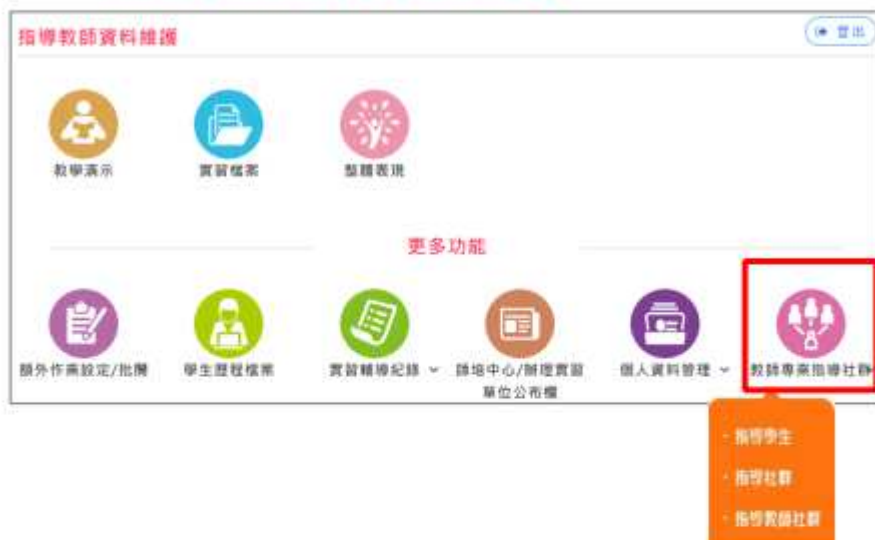 指導教師資料維護
登出
教學演示
實習檔案
整體表現
更多功能
額外作業設定/批閱
學生歷程檔案
實習輔導紀錄
師培中心/辦理實習
單位公布欄
個人資料管理
教師專業指導社群
· 指導學生
· 指導社群
· 指導教師社群